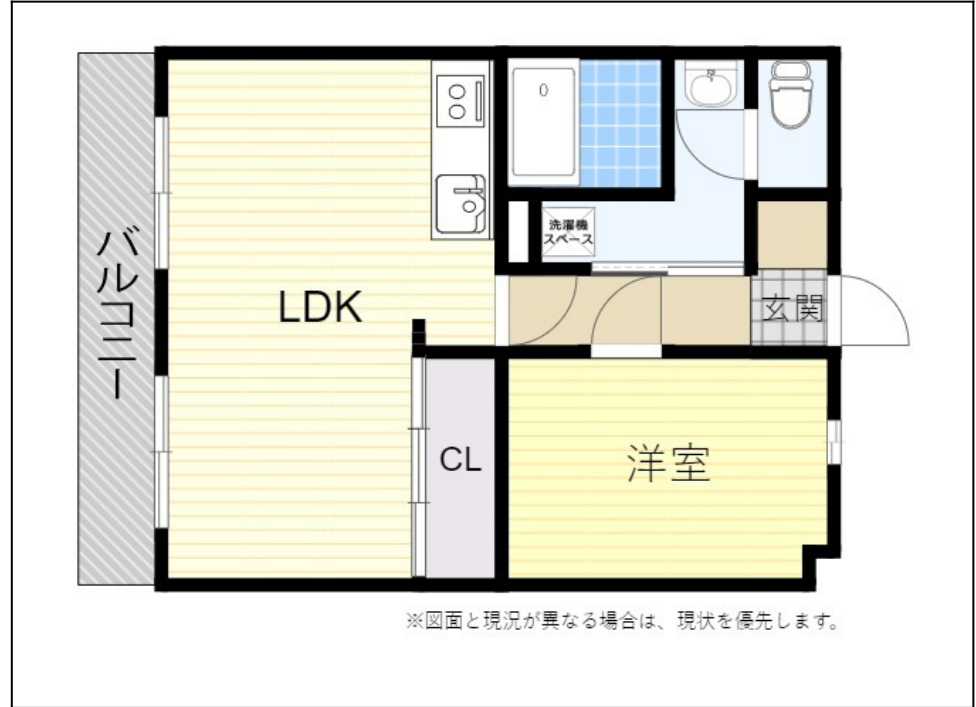 バルコニー
LDK
洗濯機
スペース
玄関
CL
洋室
※図面と現況が異なる場合は、現状を優先します。